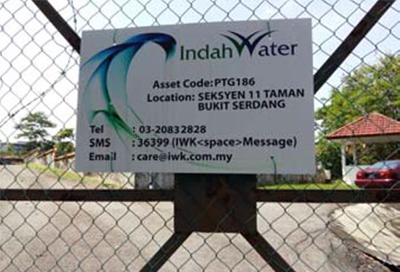 IndahWater
Asset Code:PTG186
Location: SEKSYEN 11 TAMAN
BUKIT SERDANG
Tel : 03-20832828
SMS : 36399 (IWK<space>Message)
Email : care@iwk.com.my